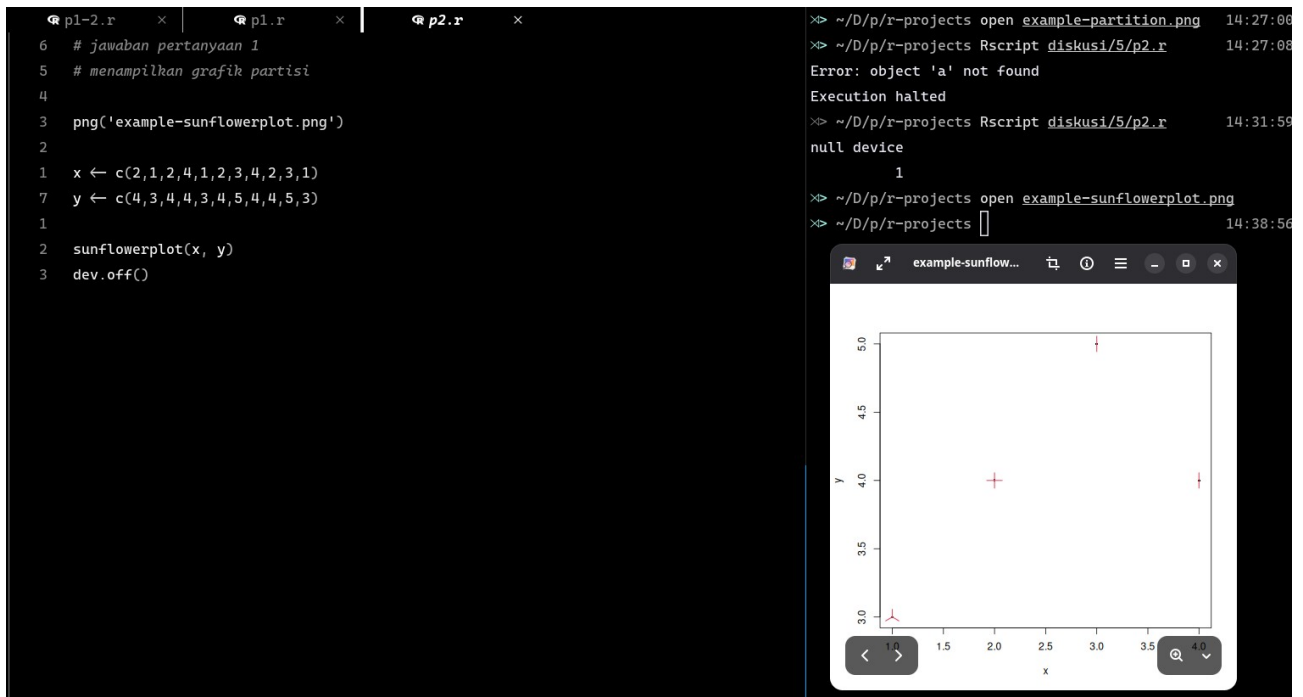 p1-2.r × p1.r × p2.r ×
6 # jawaban pertanyaan 1
5 # menampilkan grafik partisi
4
3 png('example-sunflowerplot.png')
2
1 x <- c(2,1,2,4,1,2,3,4,2,3,1)
7 y <- c(4,3,4,4,3,4,5,4,4,5,3)
1
2 sunflowerplot(x, y)
3 dev.off()
~/D/p/r-projects open example-partition.png 14:27:00
~/D/p/r-projects Rscript diskusi/5/p2.r 14:27:08
Error: object 'a' not found
Execution halted
~/D/p/r-projects Rscript diskusi/5/p2.r 14:31:59
null device
1
~/D/p/r-projects open example-sunflowerplot.png
~/D/p/r-projects 14:38:56
example-sunflow...
5.0
4.5
4.0
y
3.5
3.0
1.0 1.5 2.0 2.5 3.0 3.5 4.0
x